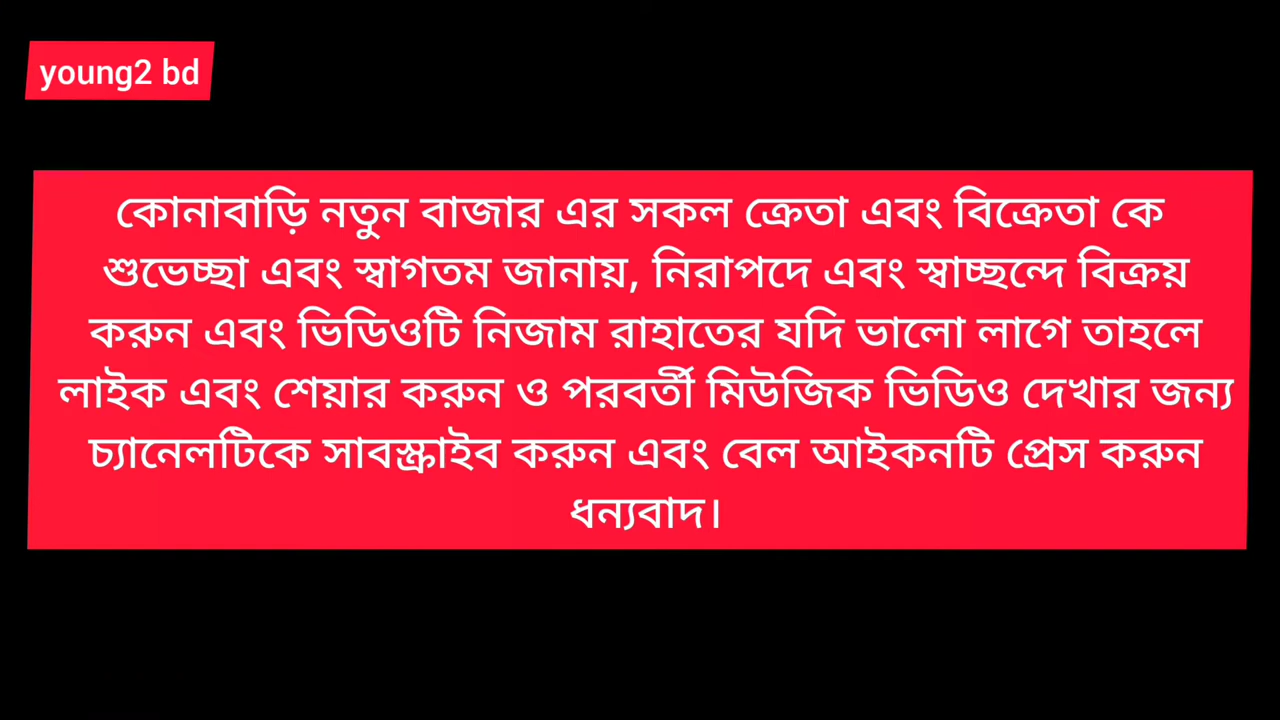 young2 bd
কোনাবাড়ি নতুন বাজার এর সকল ক্রেতা এবং বিক্রেতা কে
শুভেচ্ছা এবং স্বাগতম জানায়, নিরাপদে এবং স্বাচ্ছন্দে বিক্রয়
করুন এবং ভিডিওটি নিজাম রাহাতের যদি ভালো লাগে তাহলে
লাইক এবং শেয়ার করুন ও পরবর্তী মিউজিক ভিডিও দেখার জন্য
চ্যানেলটিকে সাবস্ক্রাইব করুন এবং বেল আইকনটি প্রেস করুন
ধন্যবাদ।